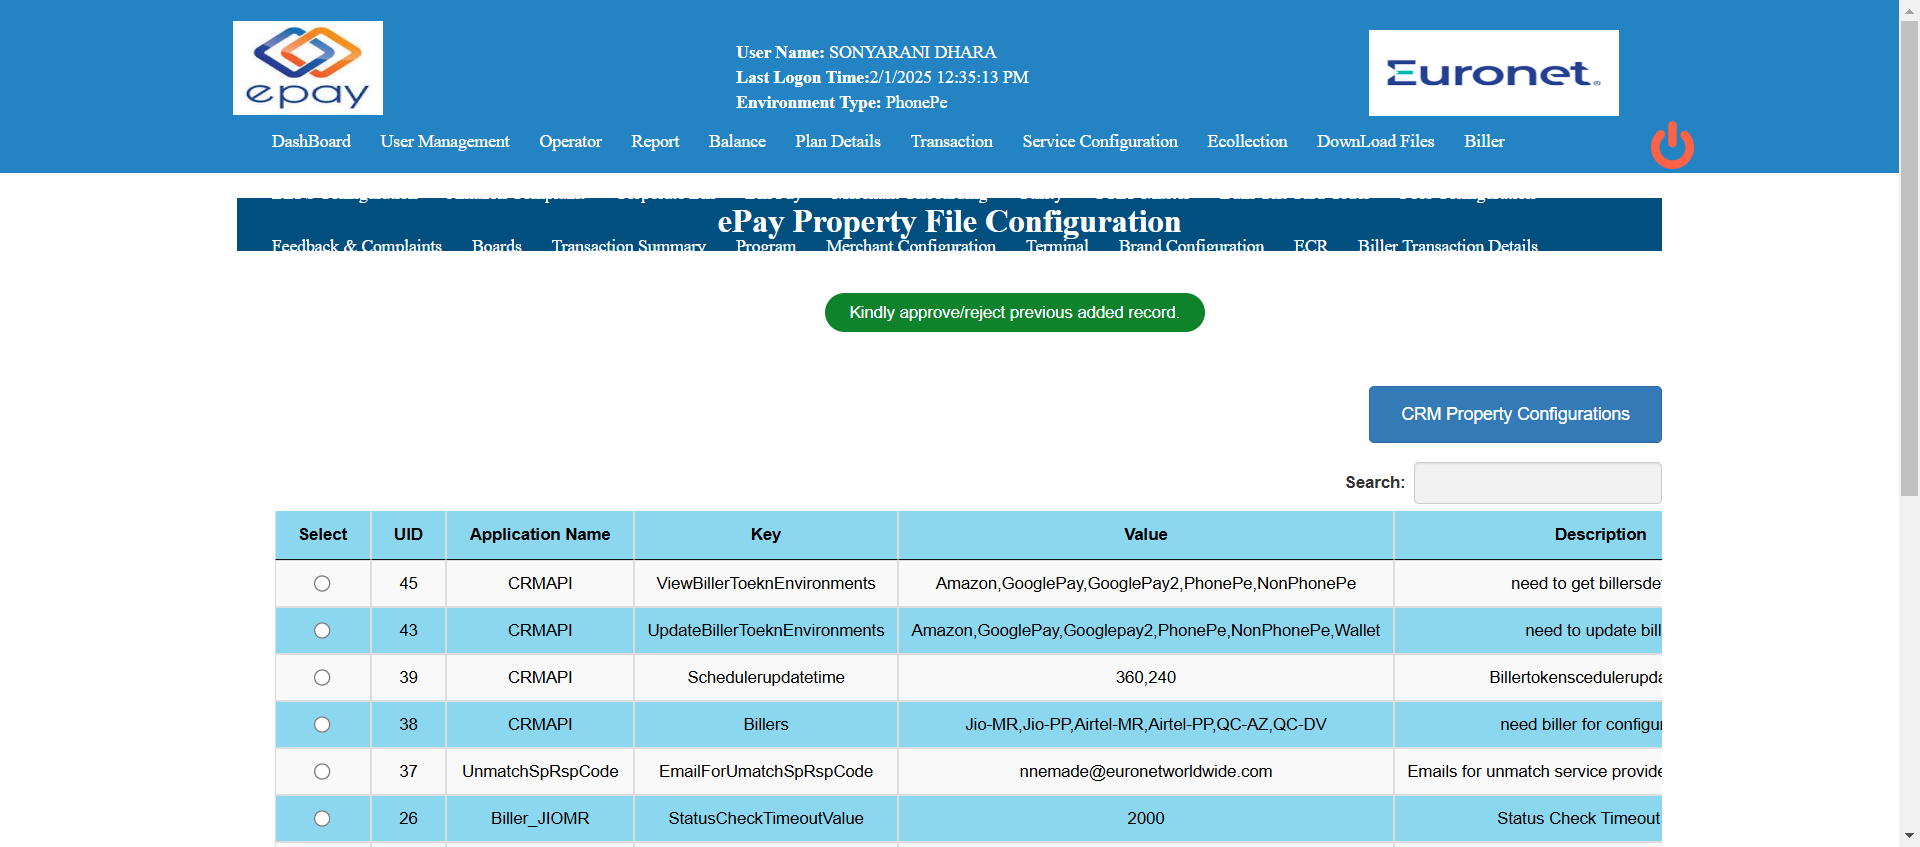 epay
User Name: SONYARANI DHARA
Last Logon Time:2/1/2025 12:35:13 PM
Environment Type: PhonePe
Euronet
DashBoard User Management Operator Report Balance Plan Details Transaction Service Configuration Ecollection DownLoad Files Biller
ePay Property File Configuration
Feedback & Complaints Boards Transaction Summary Program Merchant Configuration Terminal Brand Configuration ECR Biller Transaction Details
Kindly approve/reject previous added record.
CRM Property Configurations
Search:
Select UID Application Name Key Value Description
45 CRMAPI ViewBillerToeknEnvironments Amazon,GooglePay,GooglePay2,PhonePe,NonPhonePe need to get billersde
43 CRMAPI UpdateBillerToeknEnvironments Amazon,GooglePay,Googlepay2,PhonePe,NonPhonePe,Wallet need to update bill
39 CRMAPI Schedulerupdatetime 360,240 Billertokenscedulerupda
38 CRMAPI Billers Jio-MR,Jio-PP,Airtel-MR,Airtel-PP,QC-AZ,QC-DV need biller for configu
37 UnmatchSpRspCode EmailForUmatchSpRspCode nnemade@euronetworldwide.com Emails for unmatch service provide
26 Biller_JIOMR StatusCheckTimeoutValue 2000 Status Check Timeout